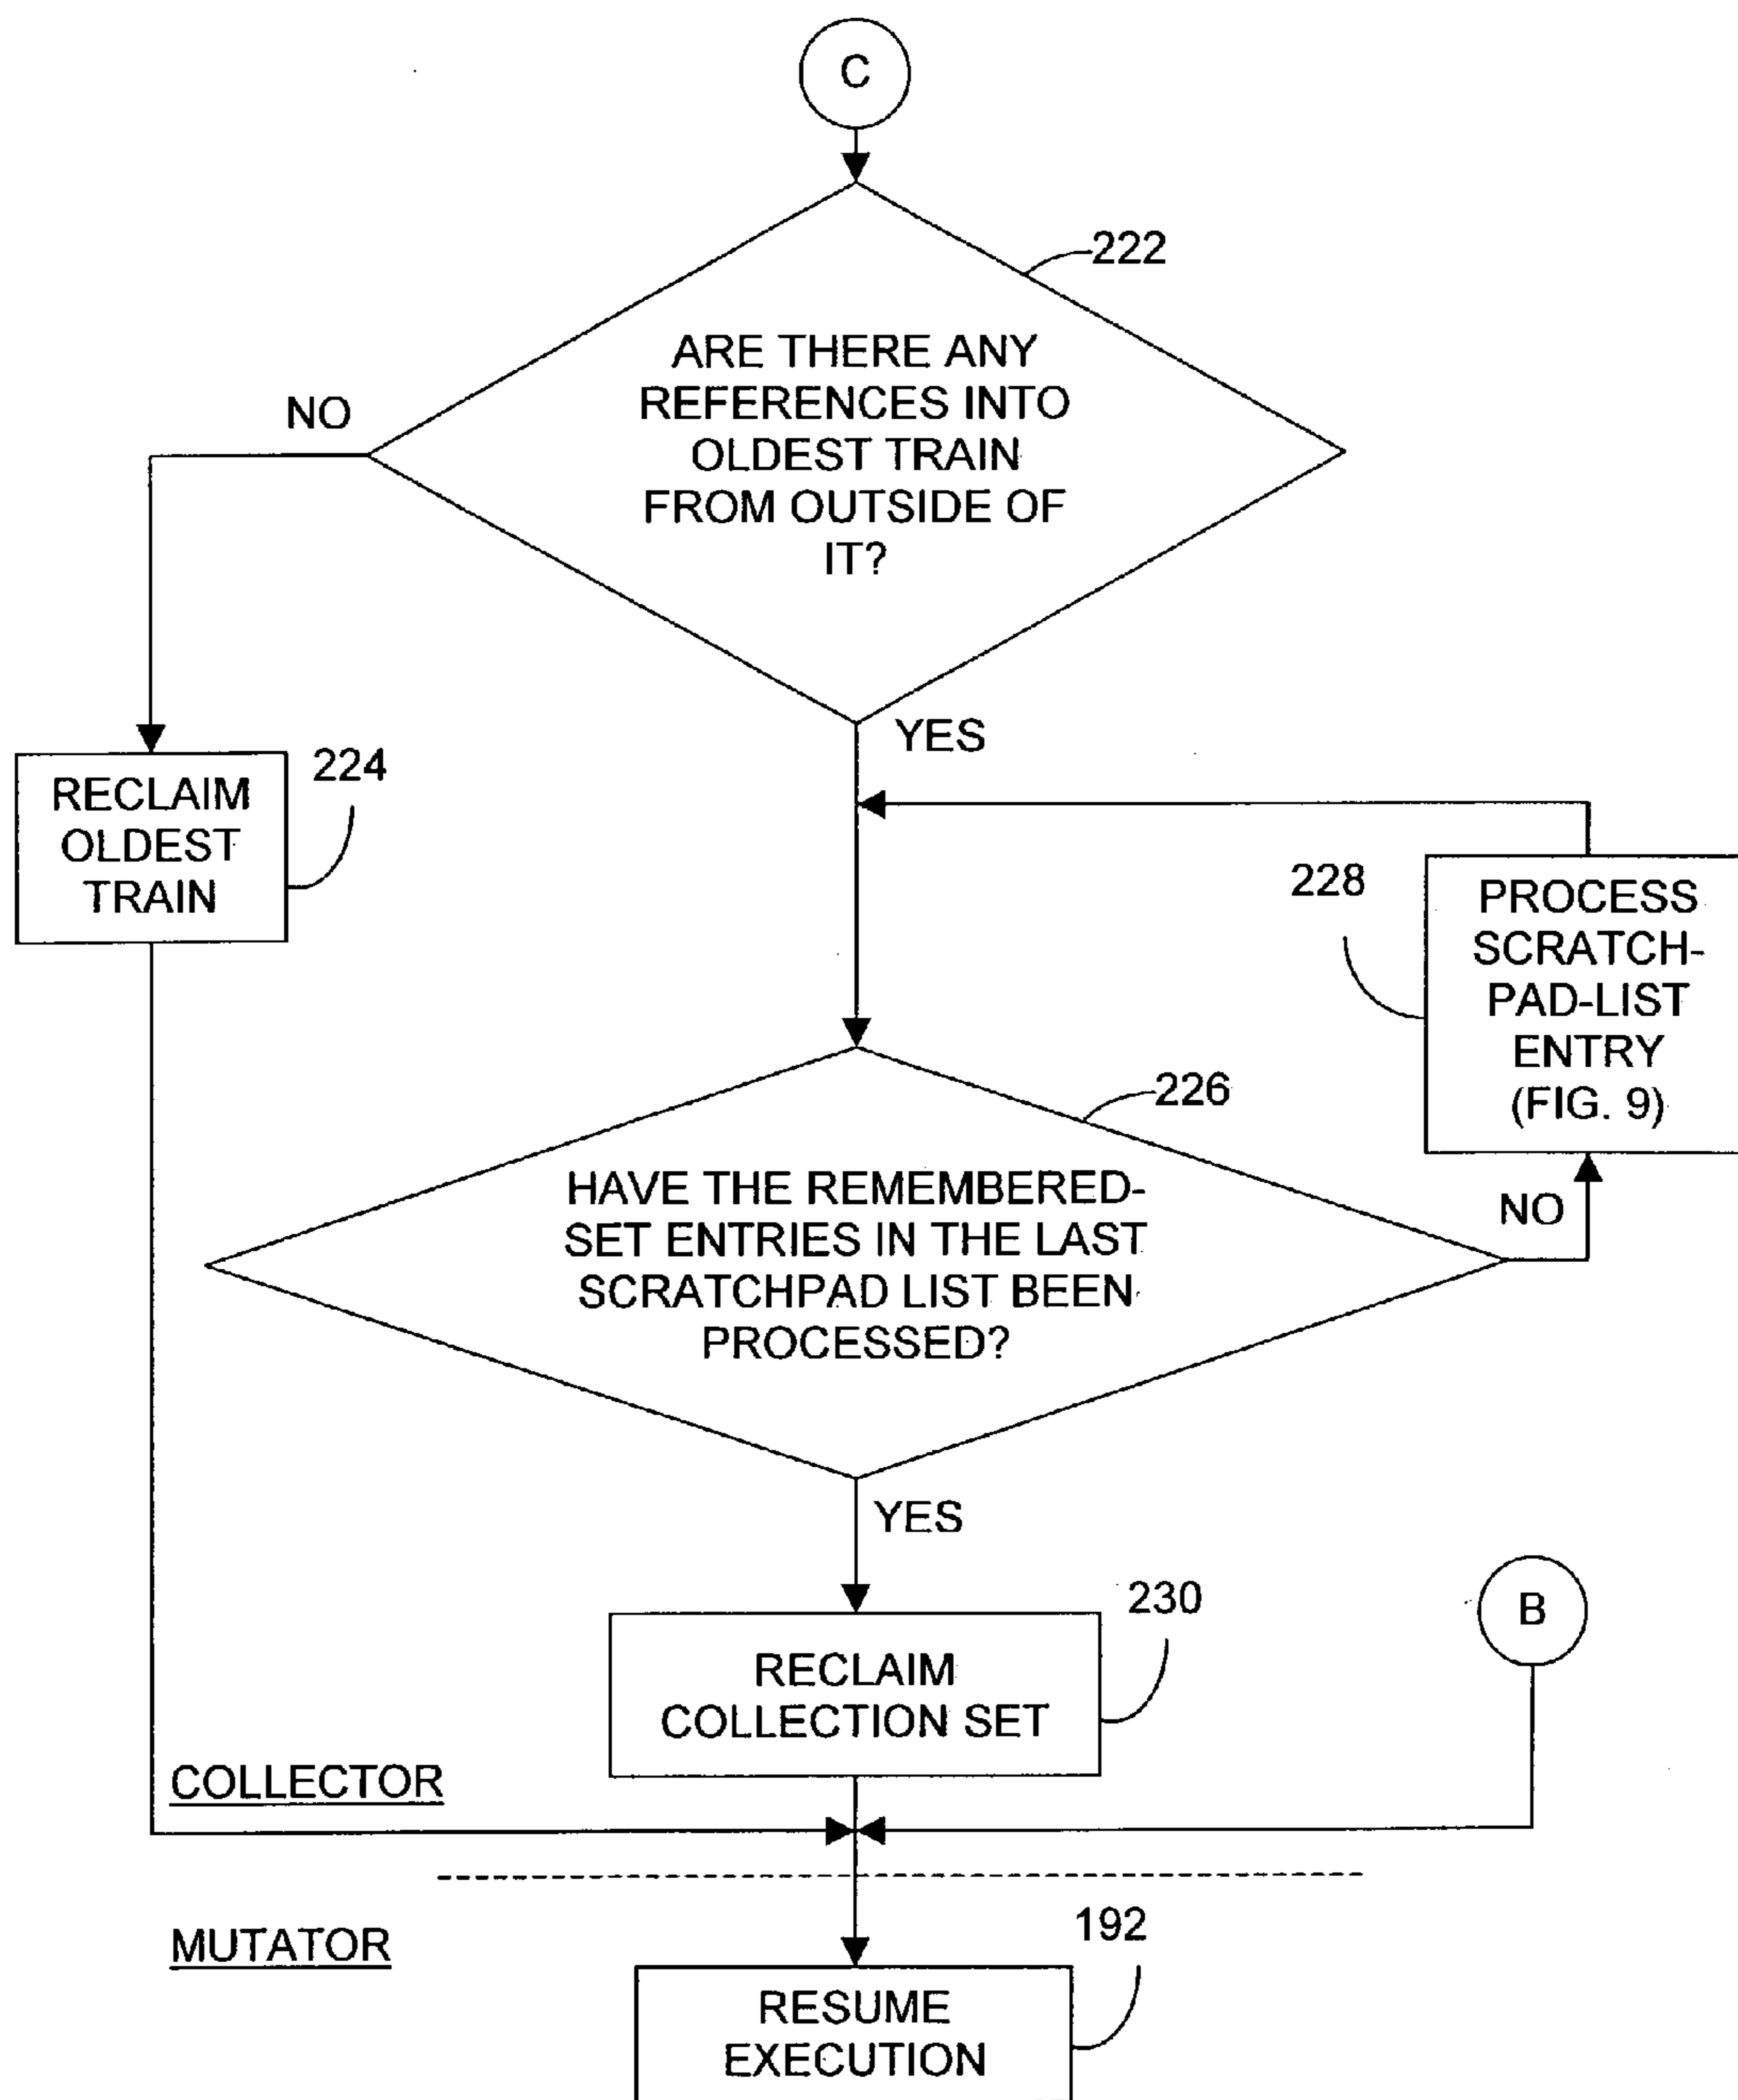 C
222
ARE THERE ANY
REFERENCES INTO
OLDEST TRAIN
FROM OUTSIDE OF
IT?
NO
YES
RECLAIM
OLDEST
TRAIN
224
228
PROCESS
SCRATCH-
PAD-LIST
ENTRY
(FIG. 9)
226
HAVE THE REMEMBERED-
SET ENTRIES IN THE LAST
SCRATCHPAD LIST BEEN
PROCESSED?
NO
YES
230
B
RECLAIM
COLLECTION SET
COLLECTOR
MUTATOR
192
RESUME
EXECUTION